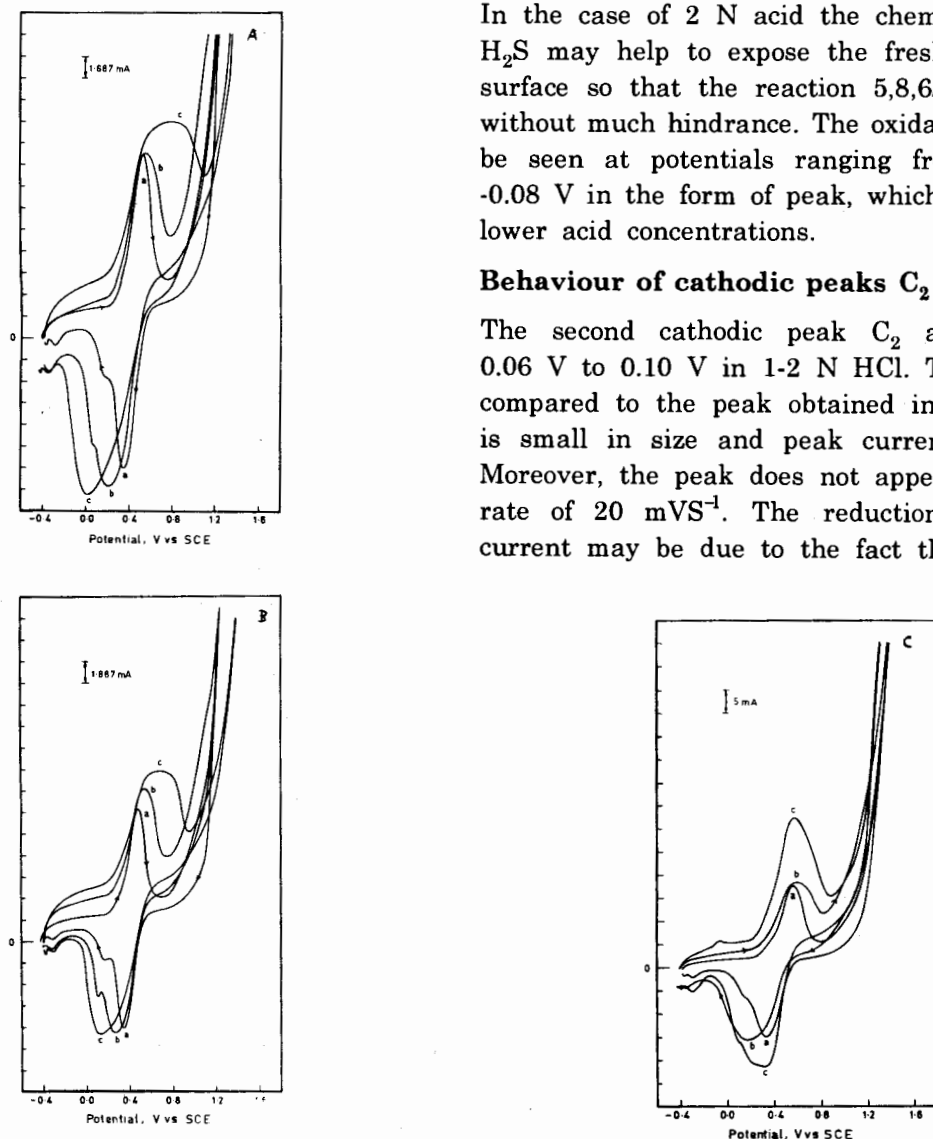 In the case of 2 N acid the chem
H₂S may help to expose the fres
surface so that the reaction 5,8,6
without much hindrance. The oxida
be seen at potentials ranging fr
-0.08 V in the form of peak, which
lower acid concentrations.
Behaviour of cathodic peaks C₂
The second cathodic peak C₂ a
0.06 V to 0.10 V in 1-2 N HCl. T
compared to the peak obtained in
is small in size and peak curren
Moreover, the peak does not appe
rate of 20 mVS⁻¹. The reduction
current may be due to the fact th
A
1·687 mA
c
b
a
0
a
b
c
-0·4 0·0 0·4 0·8 1·2 1·6
Potential, V vs SCE
B
1·867 mA
c
b
a
0
c b a
-0·4 0·0 0·4 0·8 1·2
Potential, V vs SCE
C
5 mA
c
b
a
0
a
b
c
-0·4 0·0 0·4 0·8 1·2 1·6
Potential, V vs SCE